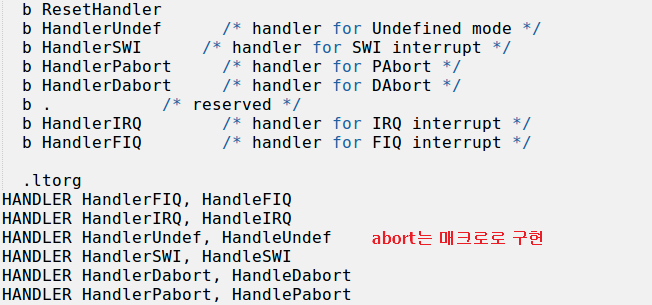 b ResetHandler
b HandlerUndef /* handler for Undefined mode */
b HandlerSWI /* handler for SWI interrupt */
b HandlerPabort /* handler for PAbort */
b HandlerDabort /* handler for DAbort */
b . /* reserved */
b HandlerIRQ /* handler for IRQ interrupt */
b HandlerFIQ /* handler for FIQ interrupt */
.ltorg
HANDLER HandlerFIQ, HandleFIQ
HANDLER HandlerIRQ, HandleIRQ
HANDLER HandlerUndef, HandleUndef abort는 매크로로 구현
HANDLER HandlerSWI, HandleSWI
HANDLER HandlerDabort, HandleDabort
HANDLER HandlerPabort, HandlePabort